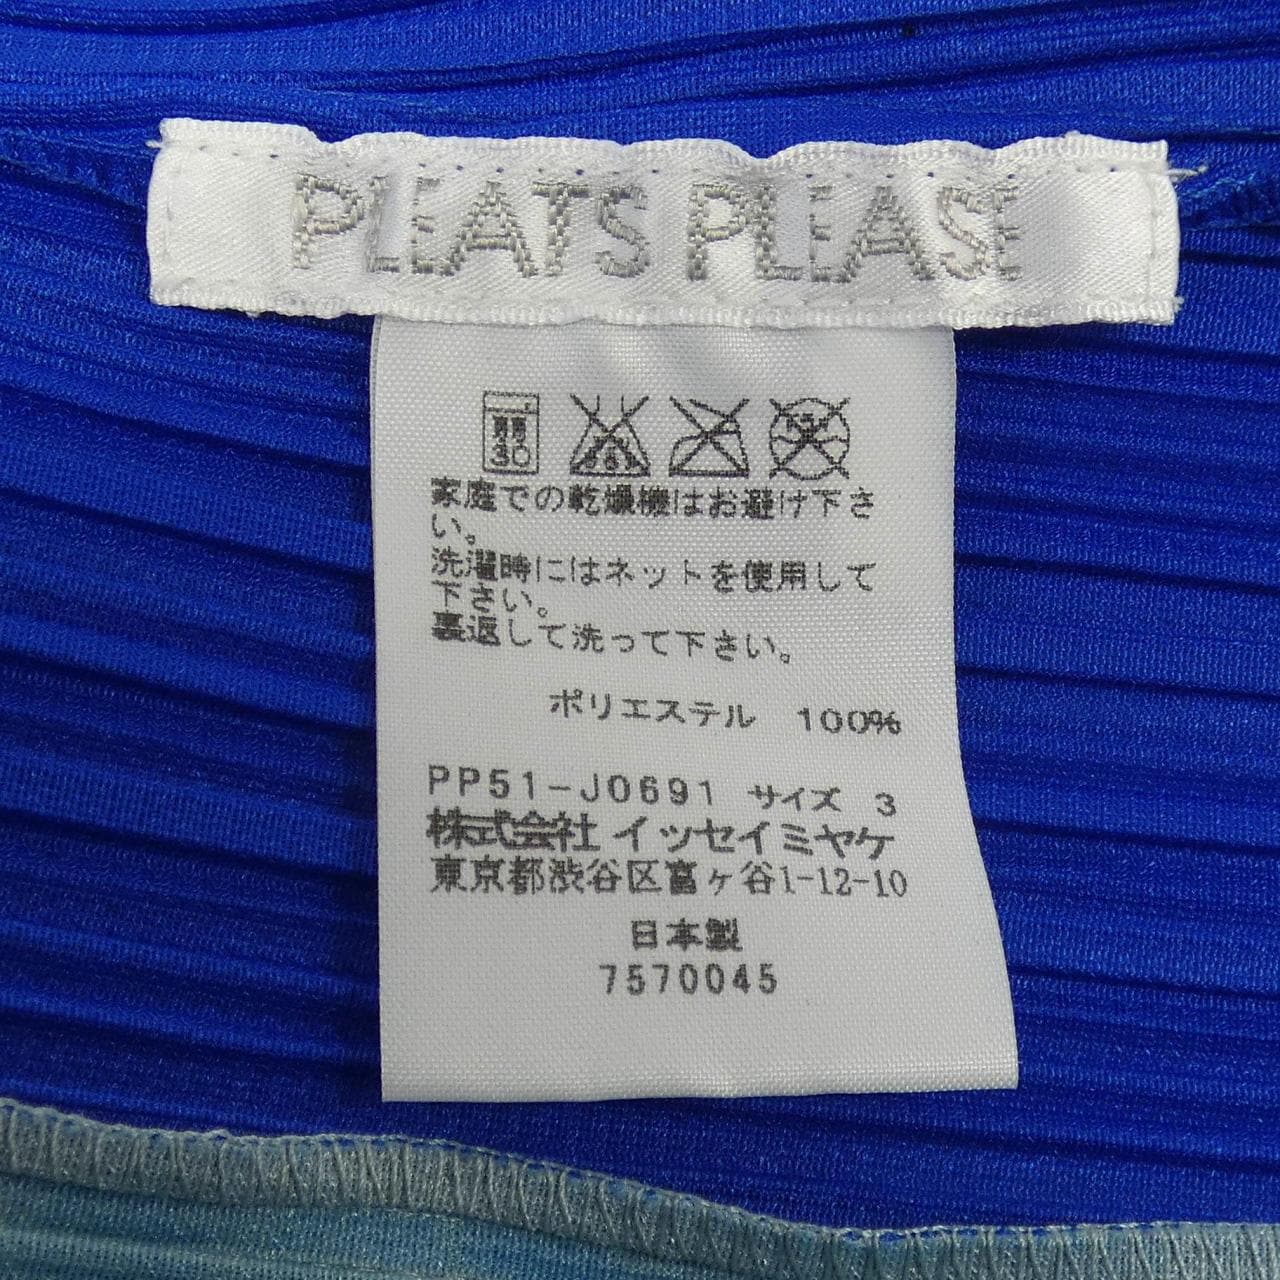 PLEATS PLEASE
30
家庭での乾燥機はお避け下さ
い。
洗濯時にはネットを使用して
下さい。
裏返して洗って下さい。
ポリエステル 100%
PP51-J0691 サイズ 3
株式会社 イッセイミヤケ
東京都渋谷区富ヶ谷1-12-10
日本製
7570045